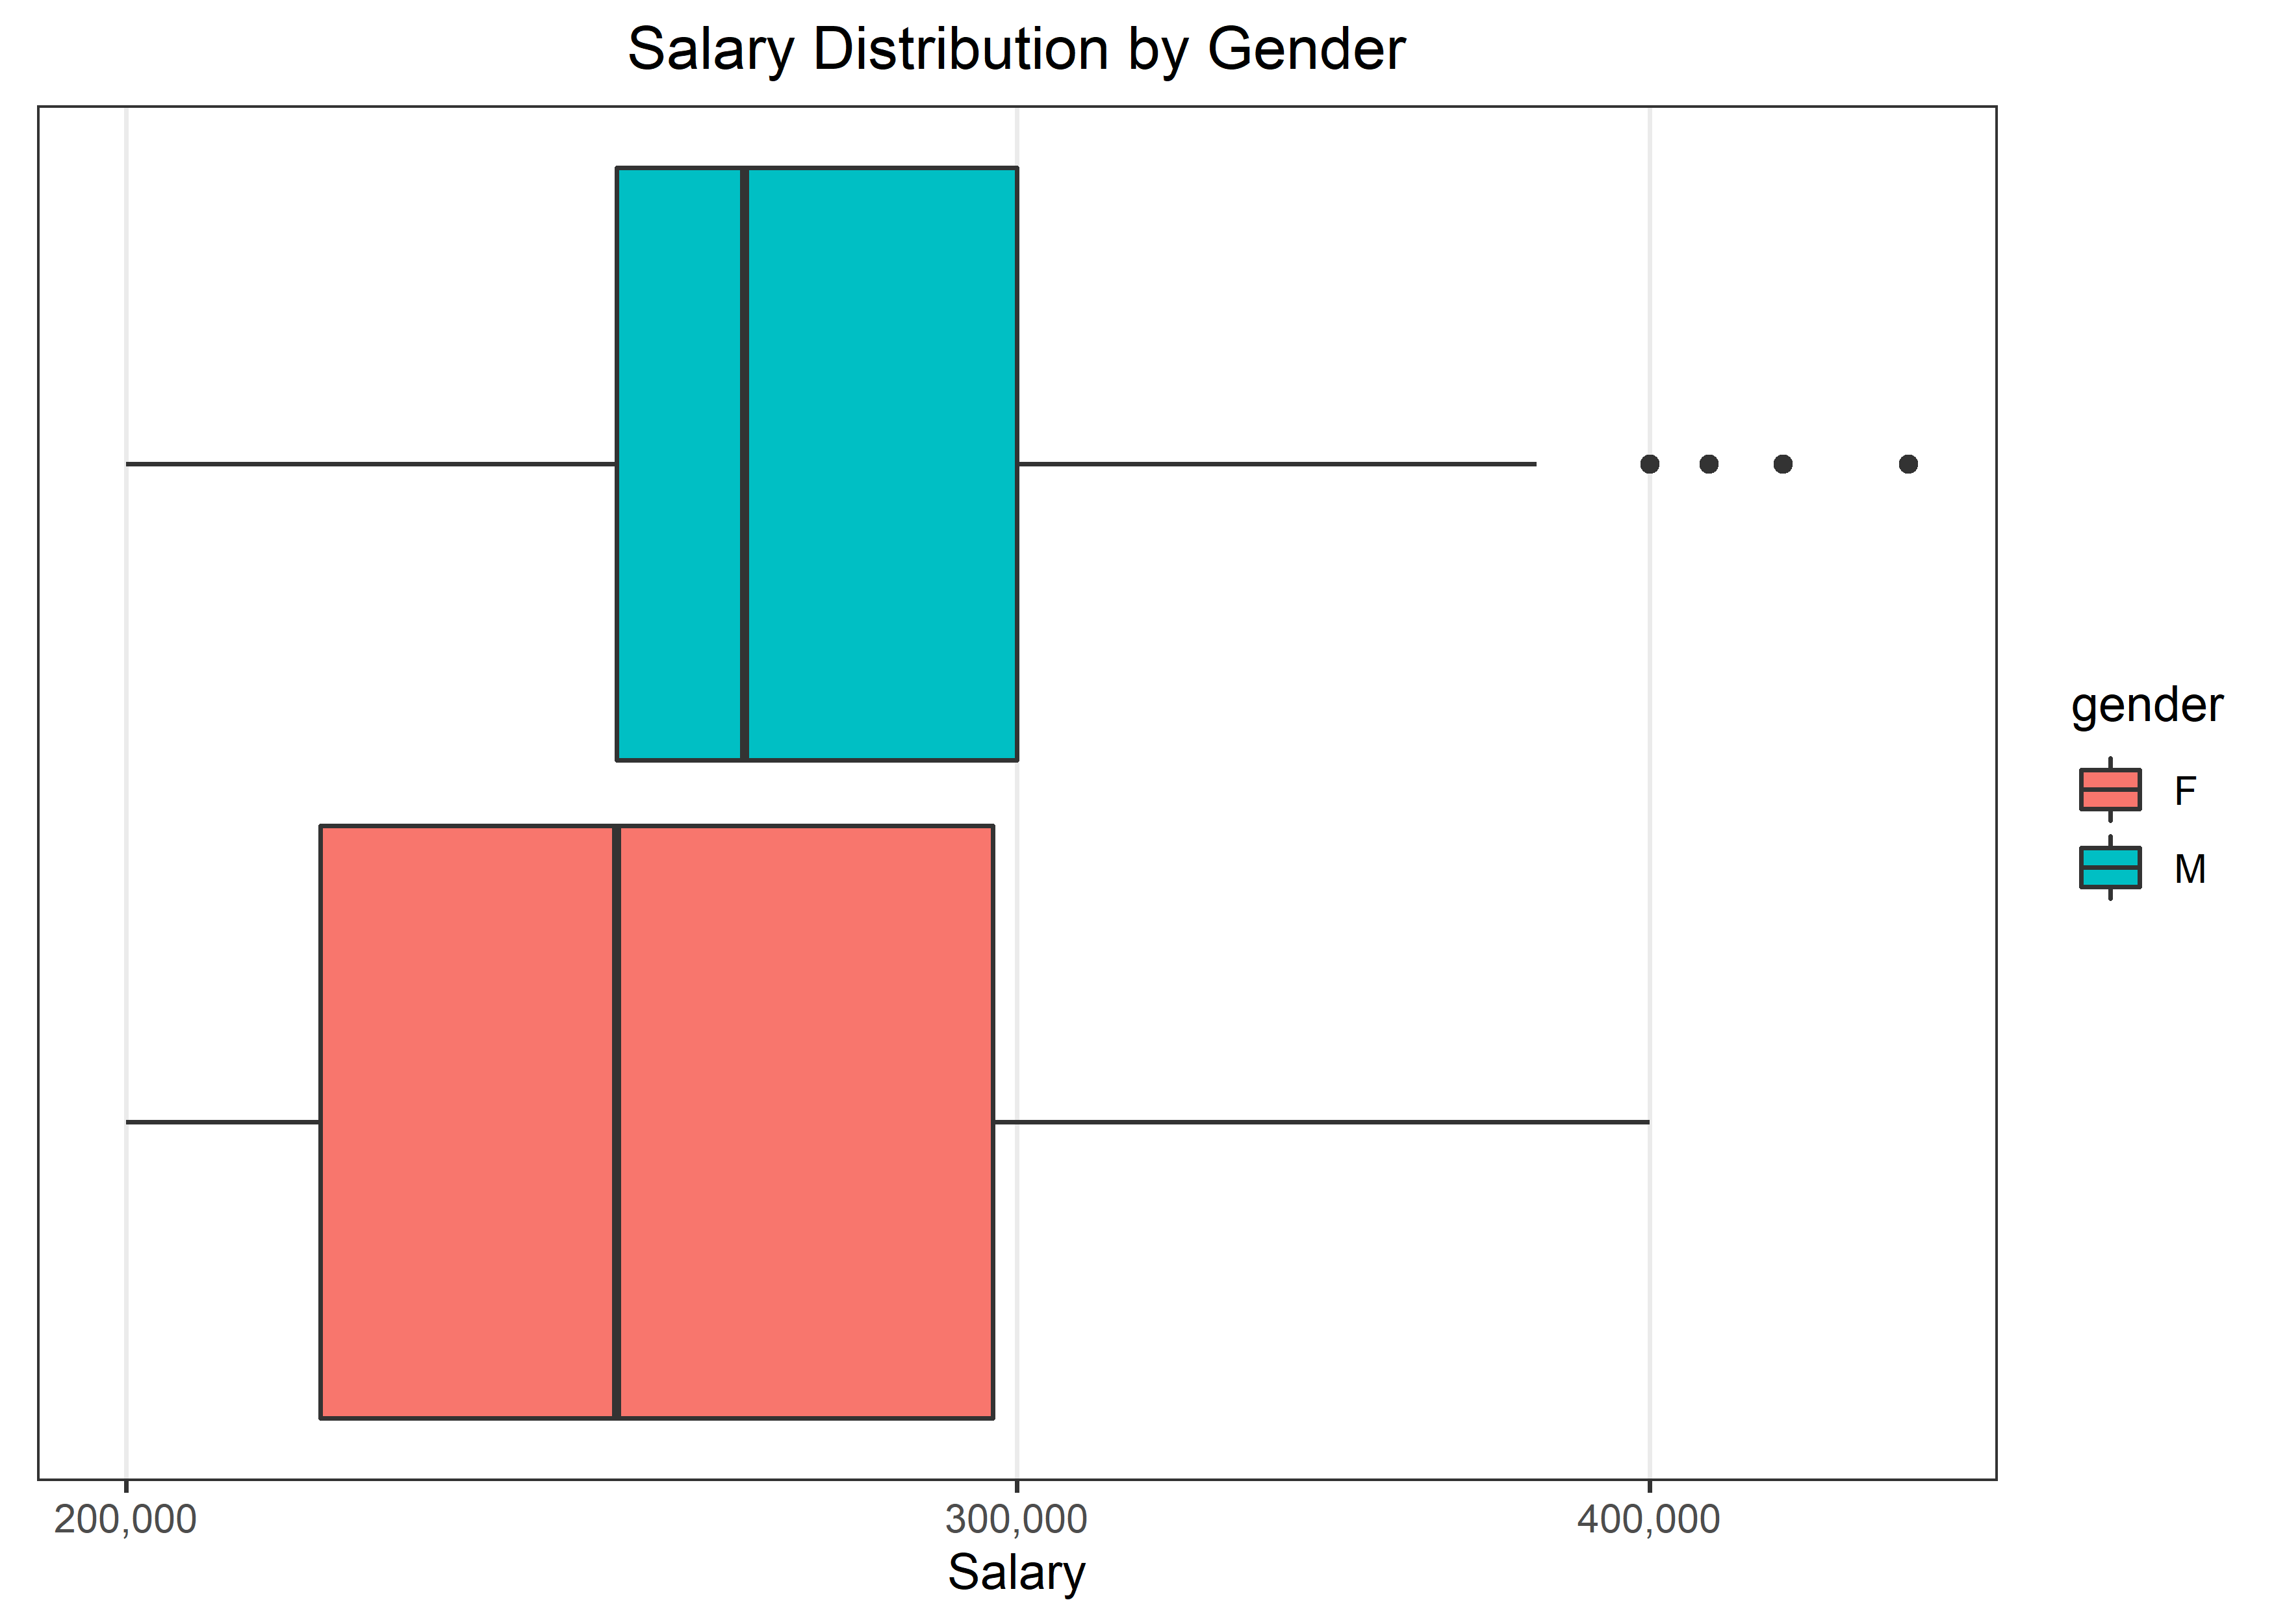 Salary Distribution by Gender
gender
F
M
200,000 300,000 400,000
Salary